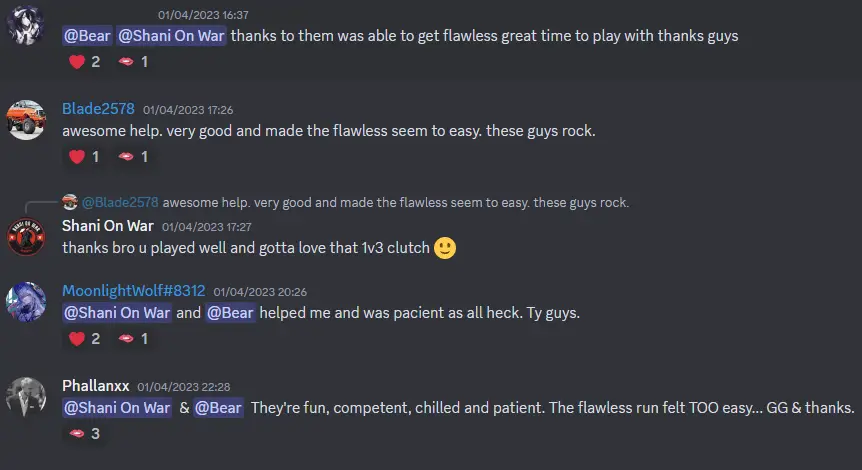 01/04/2023 16:37
@Bear @Shani On War thanks to them was able to get flawless great time to play with thanks guys
2 1
Blade2578 01/04/2023 17:26
awesome help. very good and made the flawless seem to easy. these guys rock.
1 1
@Blade2578 awesome help. very good and made the flawless seem to easy. these guys rock.
Shani On War 01/04/2023 17:27
thanks bro u played well and gotta love that 1v3 clutch 🙂
MoonlightWolf#8312 01/04/2023 20:26
@Shani On War and @Bear helped me and was pacient as all heck. Ty guys.
2 1
Phallanxx 01/04/2023 22:28
@Shani On War & @Bear They're fun, competent, chilled and patient. The flawless run felt TOO easy... GG & thanks.
3